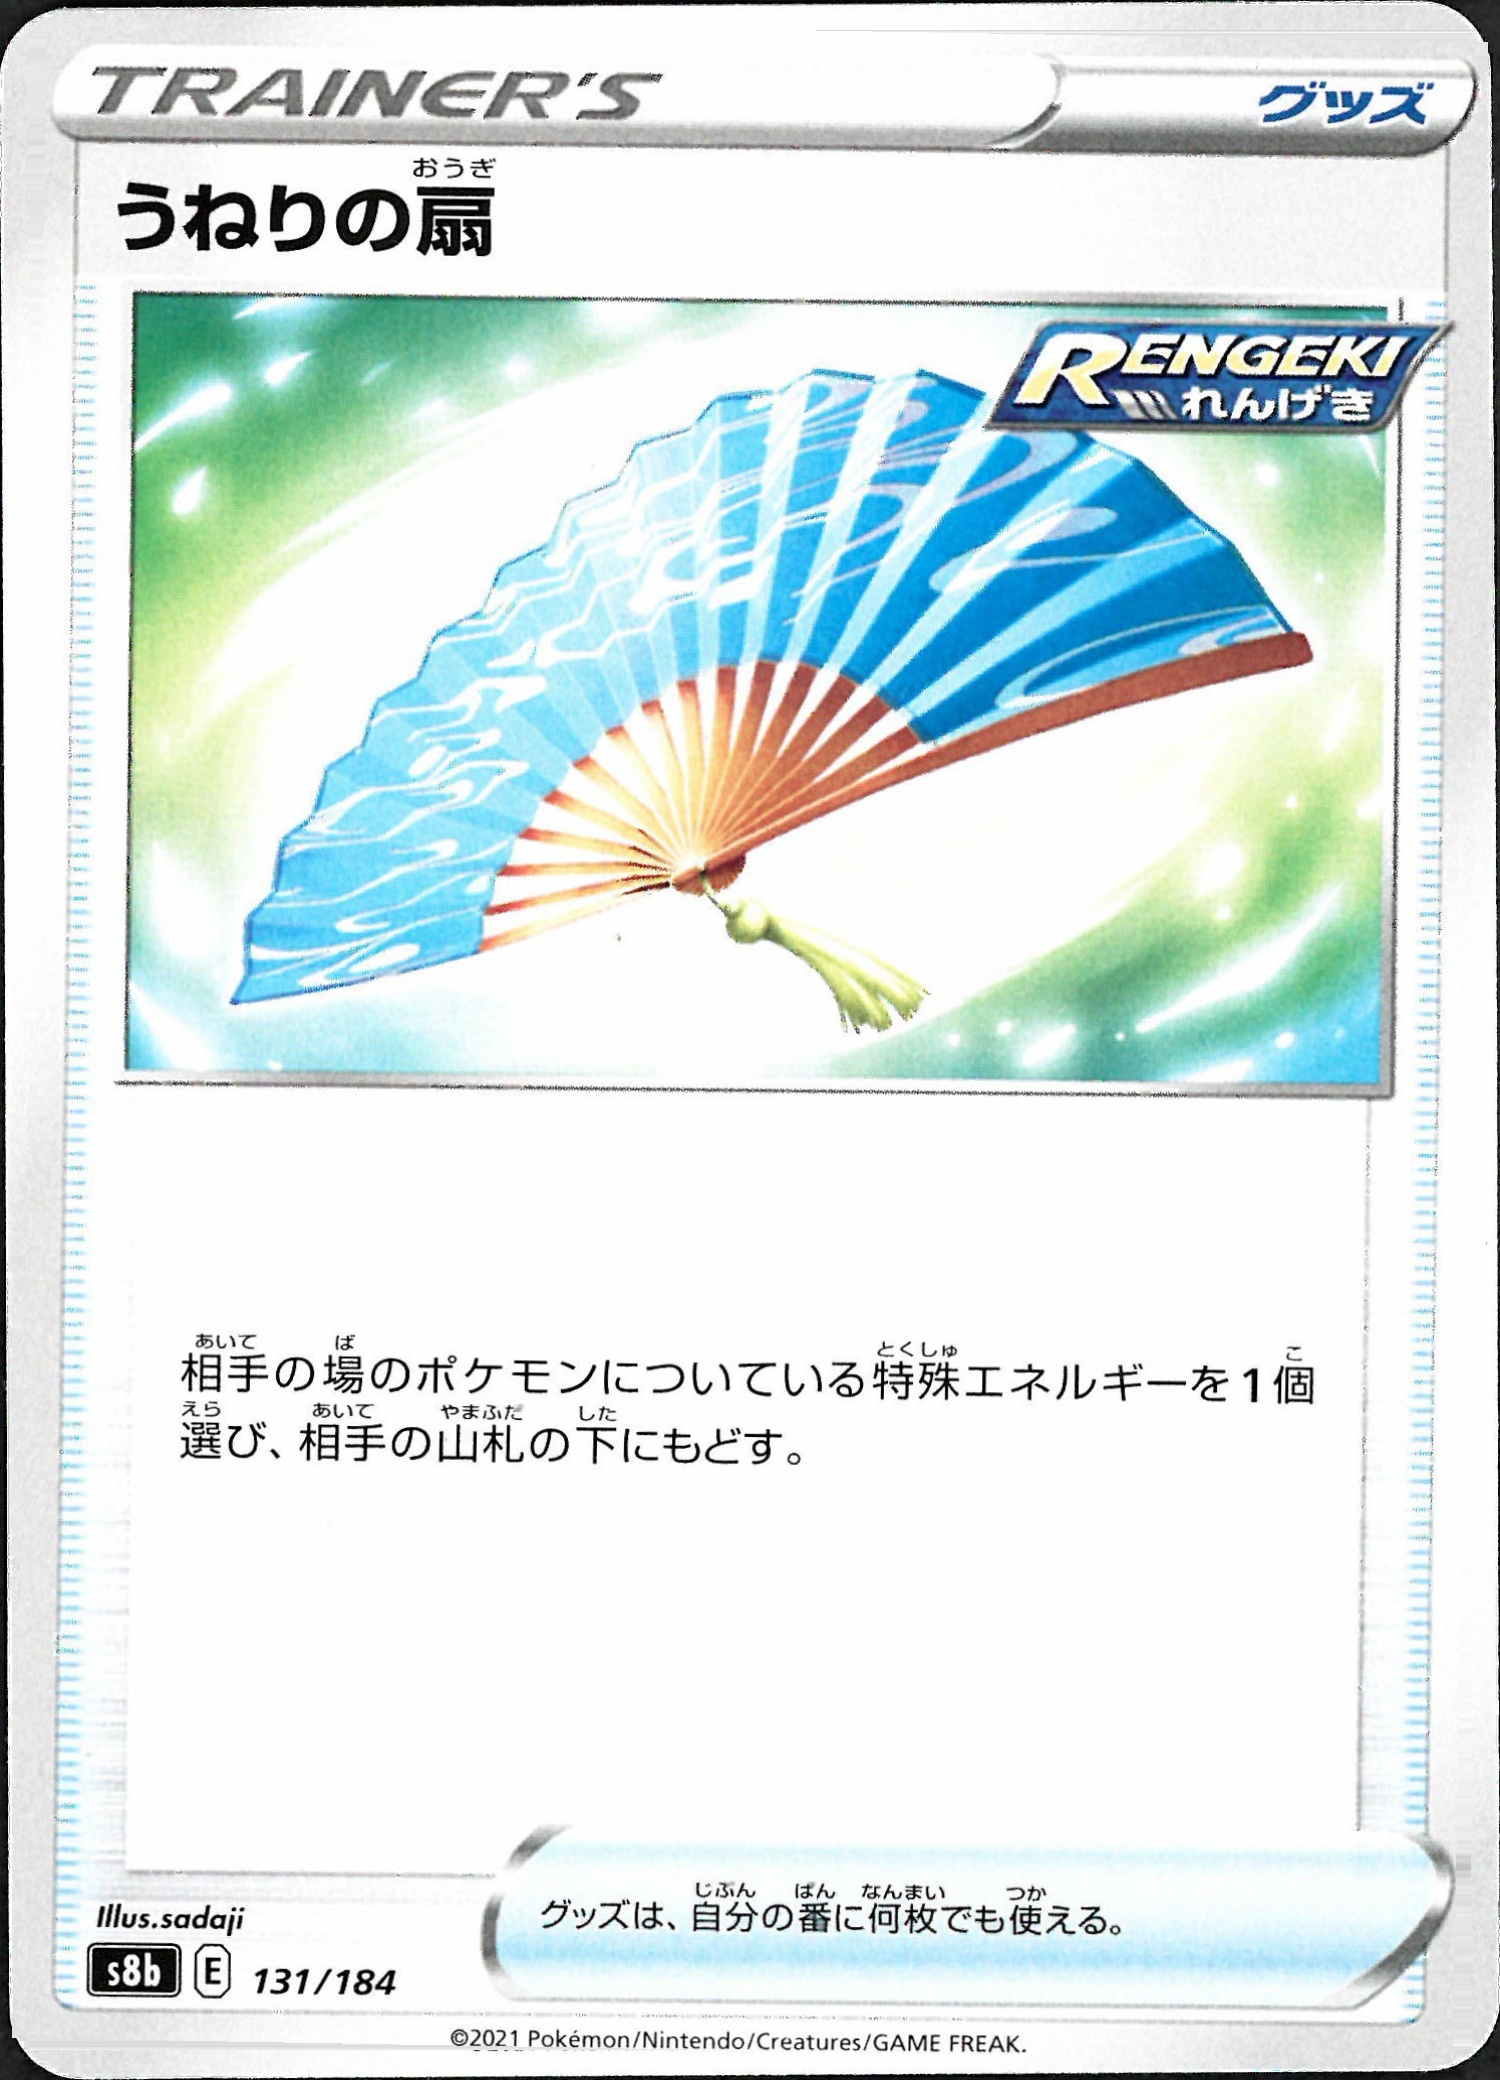 TRAINER'S
グッズ
おうぎ
うねりの扇
RENGEKI
れんげき
あいて ば とくしゅ こ
相手の場のポケモンについている特殊エネルギーを1個
えら あいて やまふだ した
選び、相手の山札の下にもどす。
じぶん ばん なんまい つか
グッズは、自分の番に何枚でも使える。
Illus.sadaji
s8b E 131/184
©2021 Pokémon/Nintendo/Creatures/GAME FREAK.